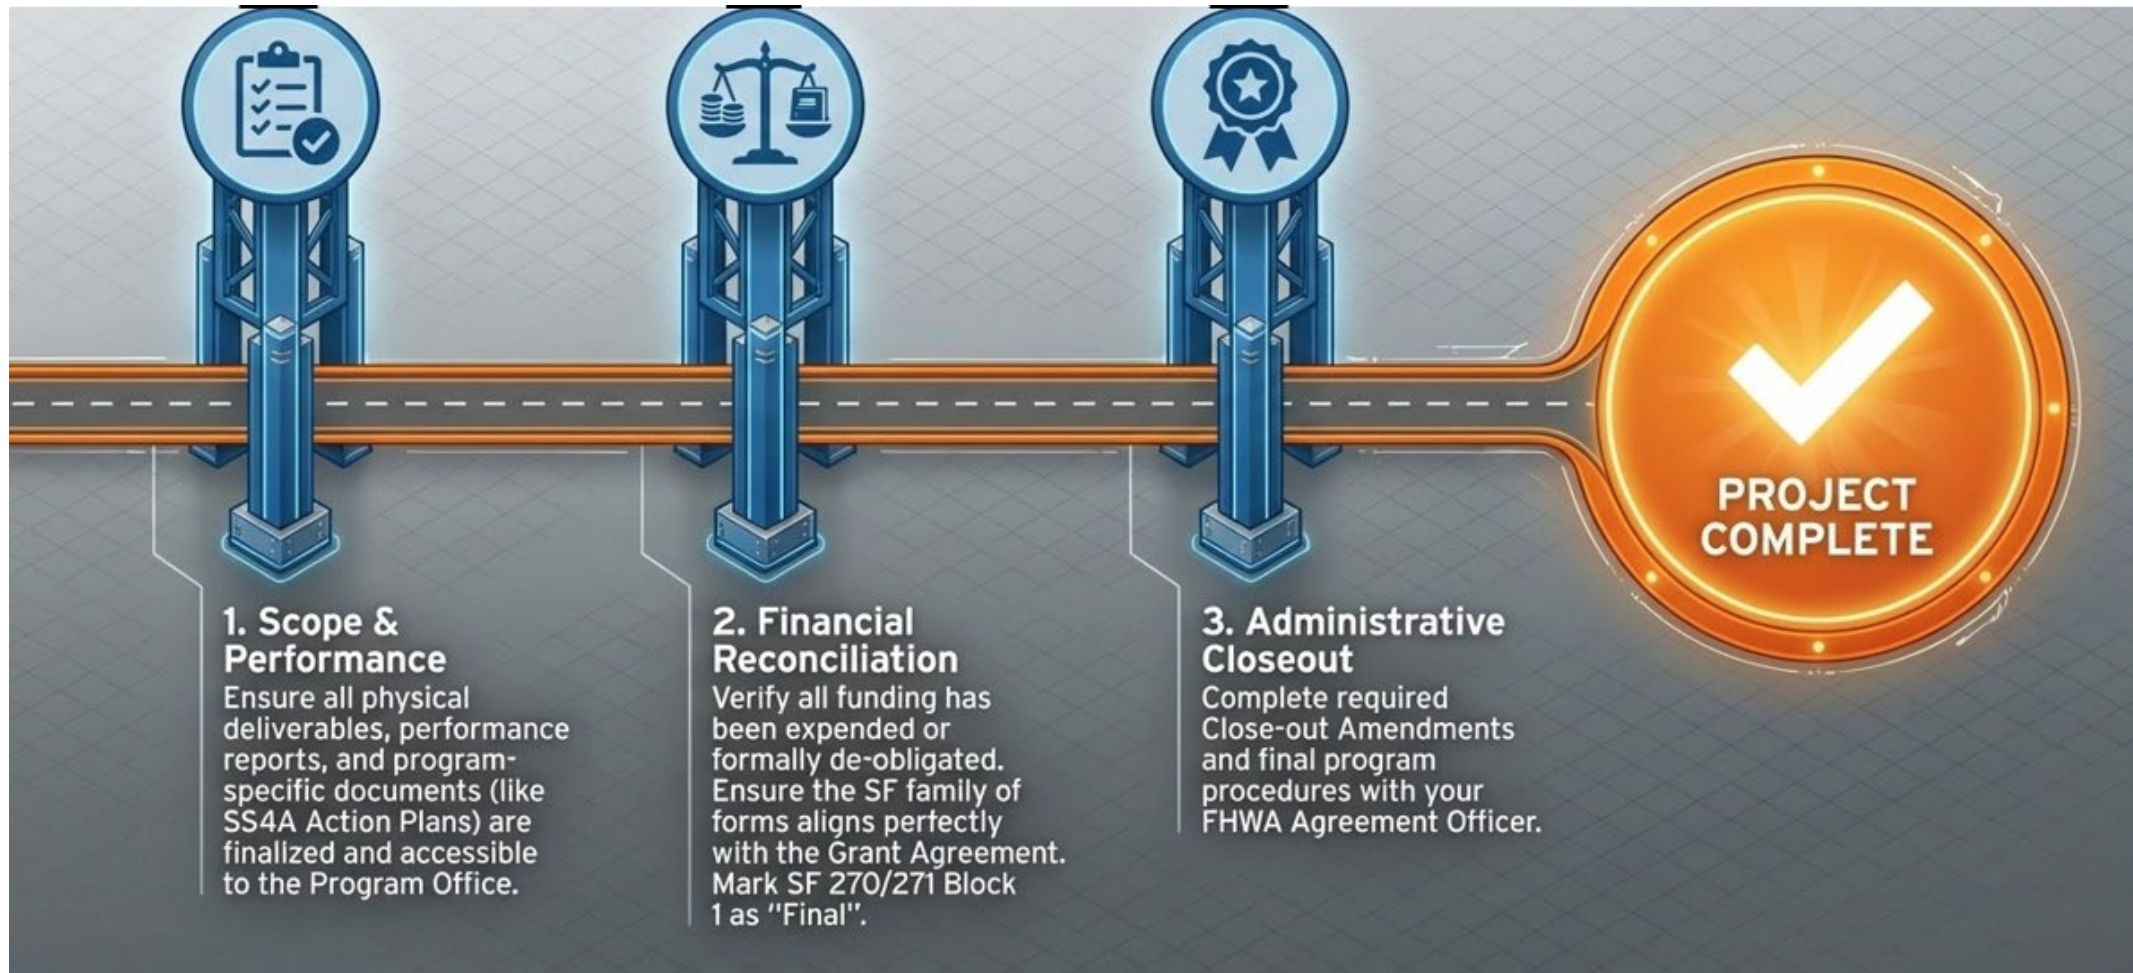 1. Scope &
Performance
Ensure all physical
deliverables, performance
reports, and program-
specific documents (like
SS4A Action Plans) are
finalized and accessible
to the Program Office.
2. Financial
Reconciliation
Verify all funding has
been expended or
formally de-obligated.
Ensure the SF family of
forms aligns perfectly
with the Grant Agreement.
Mark SF 270/271 Block
1 as "Final".
3. Administrative
Closeout
Complete required
Close-out Amendments
and final program
procedures with your
FHWA Agreement Officer.
PROJECT
COMPLETE